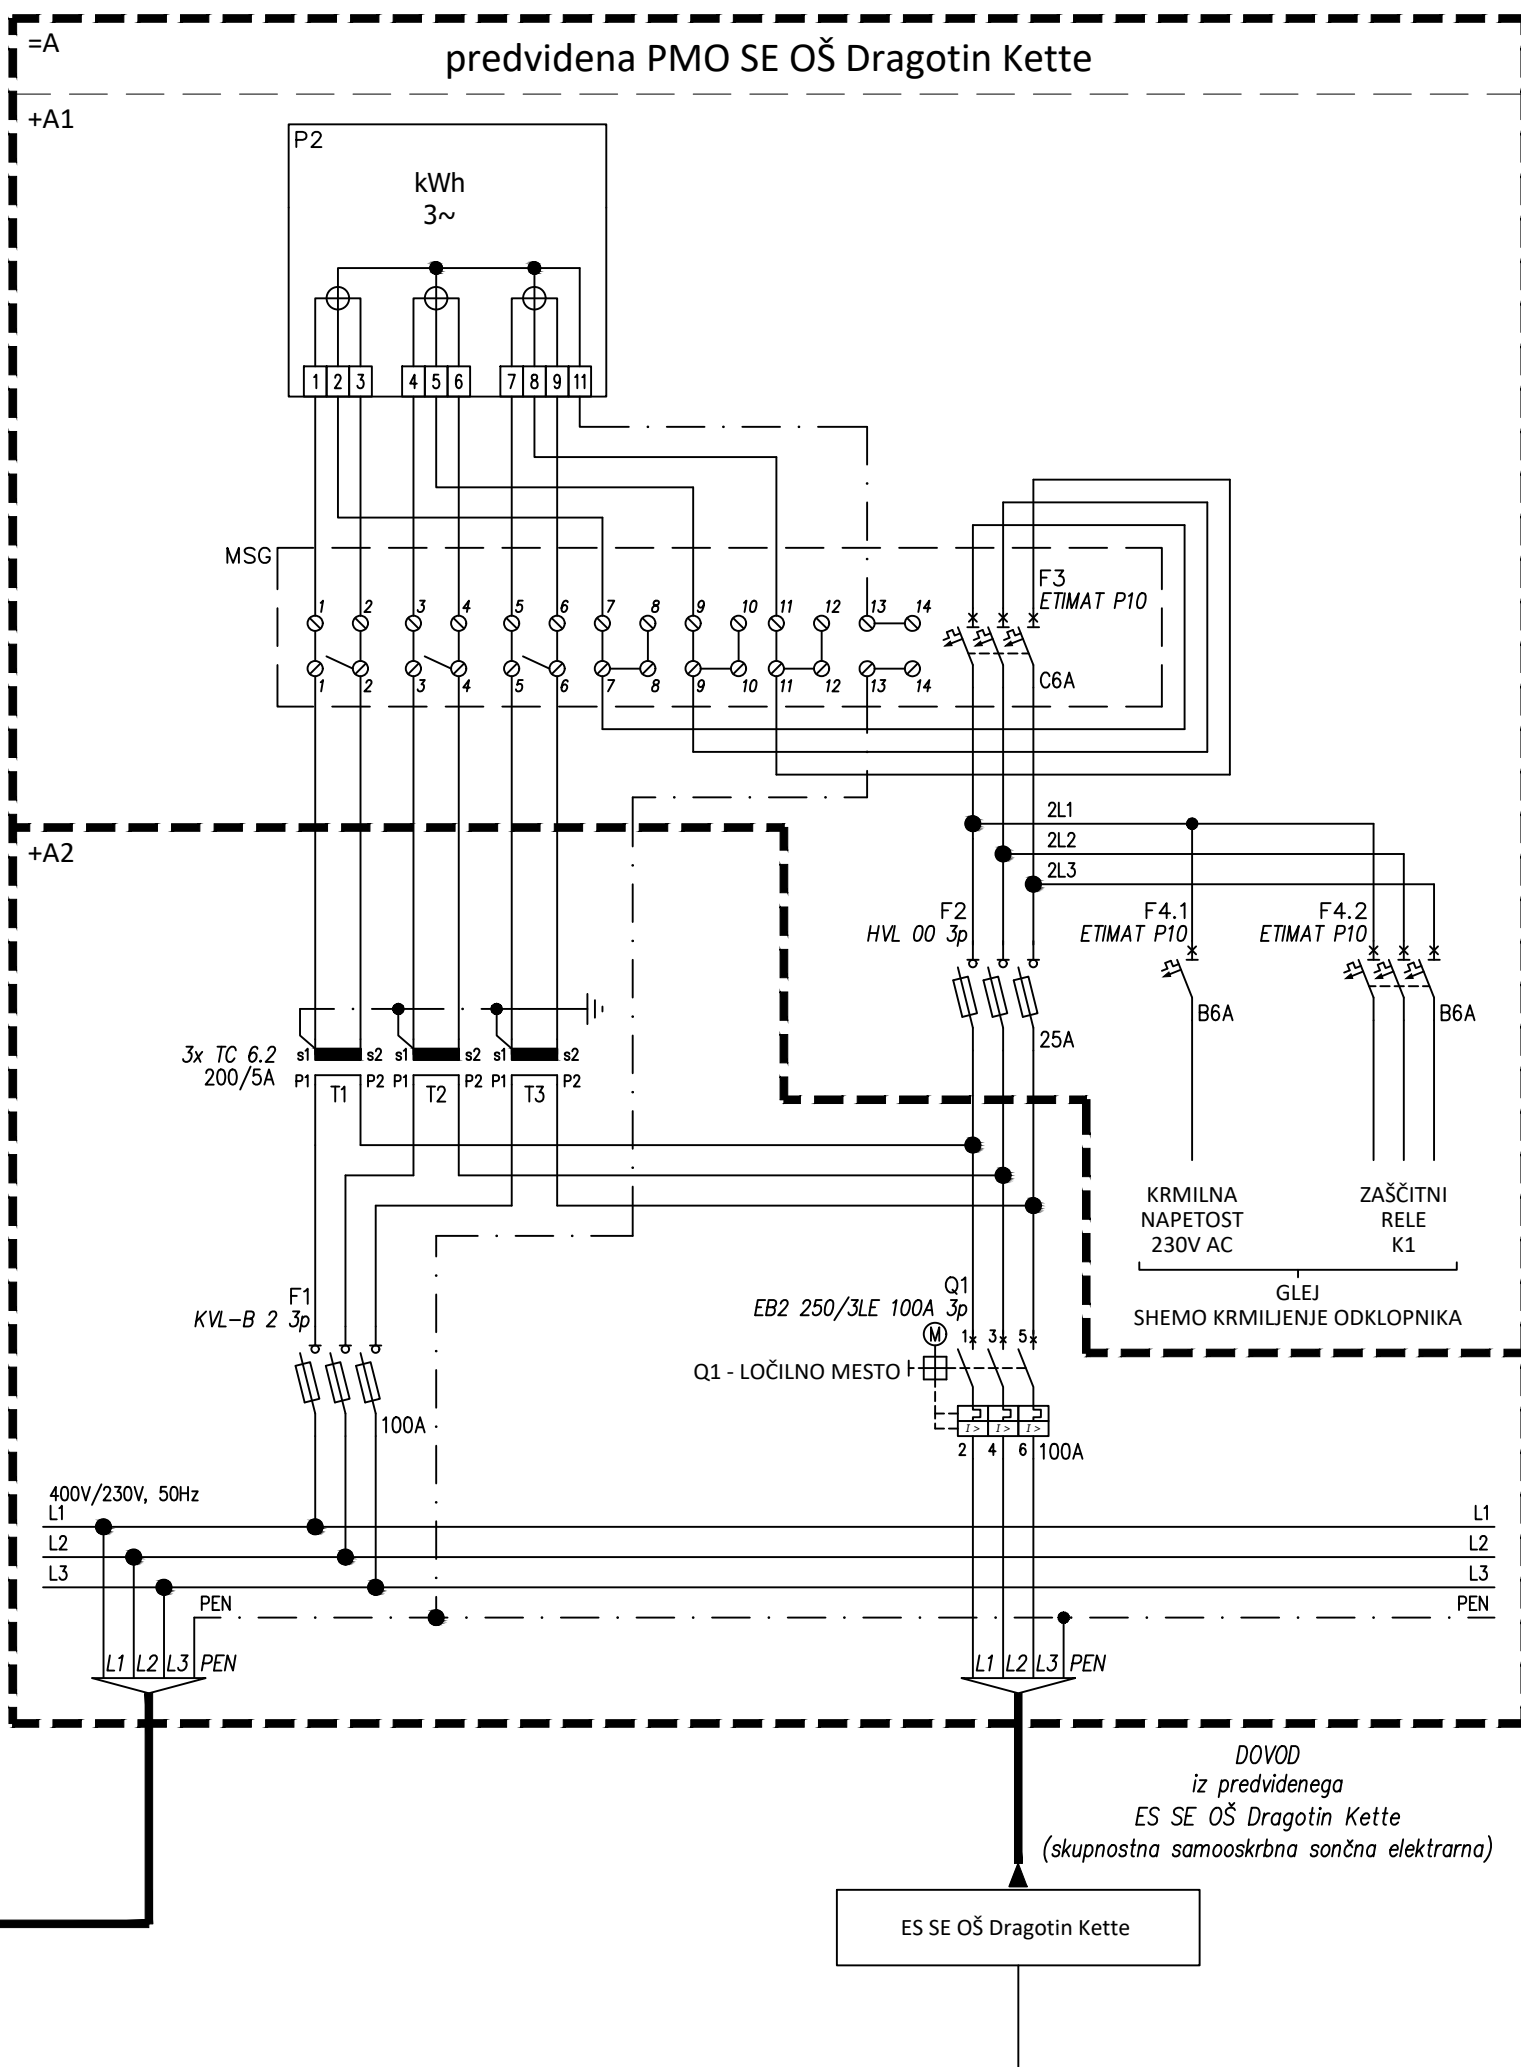 =A
predvidena PMO SE OŠ Dragotin Kette
+A1
P2
kWh
3~
1 2 3 4 5 6 7 8 9 11
MSG
F3
ETIMAT P10
1 2 3 4 5 6 7 8 9 10 11 12 13 14
1 2 3 4 5 6 7 8 9 10 11 12 13 14
C6A
2L1
2L2
2L3
+A2
F2
HVL 00 3p
25A
F4.1
ETIMAT P10
B6A
F4.2
ETIMAT P10
B6A
3x TC 6.2
200/5A
s1 s2 s1 s2 s1 s2
P1 T1 P2 P1 T2 P2 P1 T3 P2
KRMILNA
NAPETOST
230V AC
ZAŠČITNI
RELE
K1
GLEJ
SHEMO KRMILJENJE ODKLOPNIKA
F1
KVL-B 2 3p
100A
Q1
EB2 250/3LE 100A 3p
M
1 3 5
Q1 - LOČILNO MESTO
I> I> I>
2 4 6 100A
400V/230V, 50Hz
L1 L1
L2 L2
L3 L3
PEN PEN
L1 L2 L3 PEN
L1 L2 L3 PEN
DOVOD
iz predvidenega
ES SE OŠ Dragotin Kette
(skupnostna samooskrbna sončna elektrarna)
ES SE OŠ Dragotin Kette